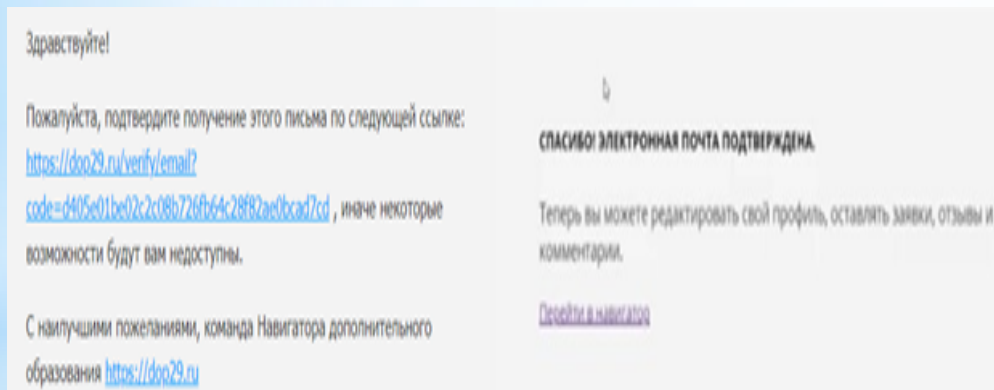 Здравствуйте!
Пожалуйста, подтвердите получение этого письма по следующей ссылке:
https://dop29.ru/verify/email?
code=d405e01be02c2c08b726fb64c28f82ae0bcad7cd , иначе некоторые
возможности будут вам недоступны.
С наилучшими пожеланиями, команда Навигатора дополнительного
образования https://dop29.ru
СПАСИБО! ЭЛЕКТРОННАЯ ПОЧТА ПОДТВЕРЖДЕНА.
Теперь вы можете редактировать свой профиль, оставлять заявки, отзывы и
комментарии.
Перейти в навигатор